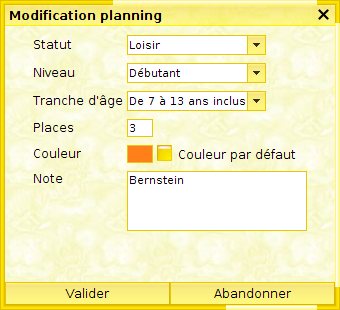 Modification planning
Statut Loisir
Niveau Débutant
Tranche d'âge De 7 à 13 ans inclus
Places 3
Couleur Couleur par défaut
Note Bernstein
Valider Abandonner